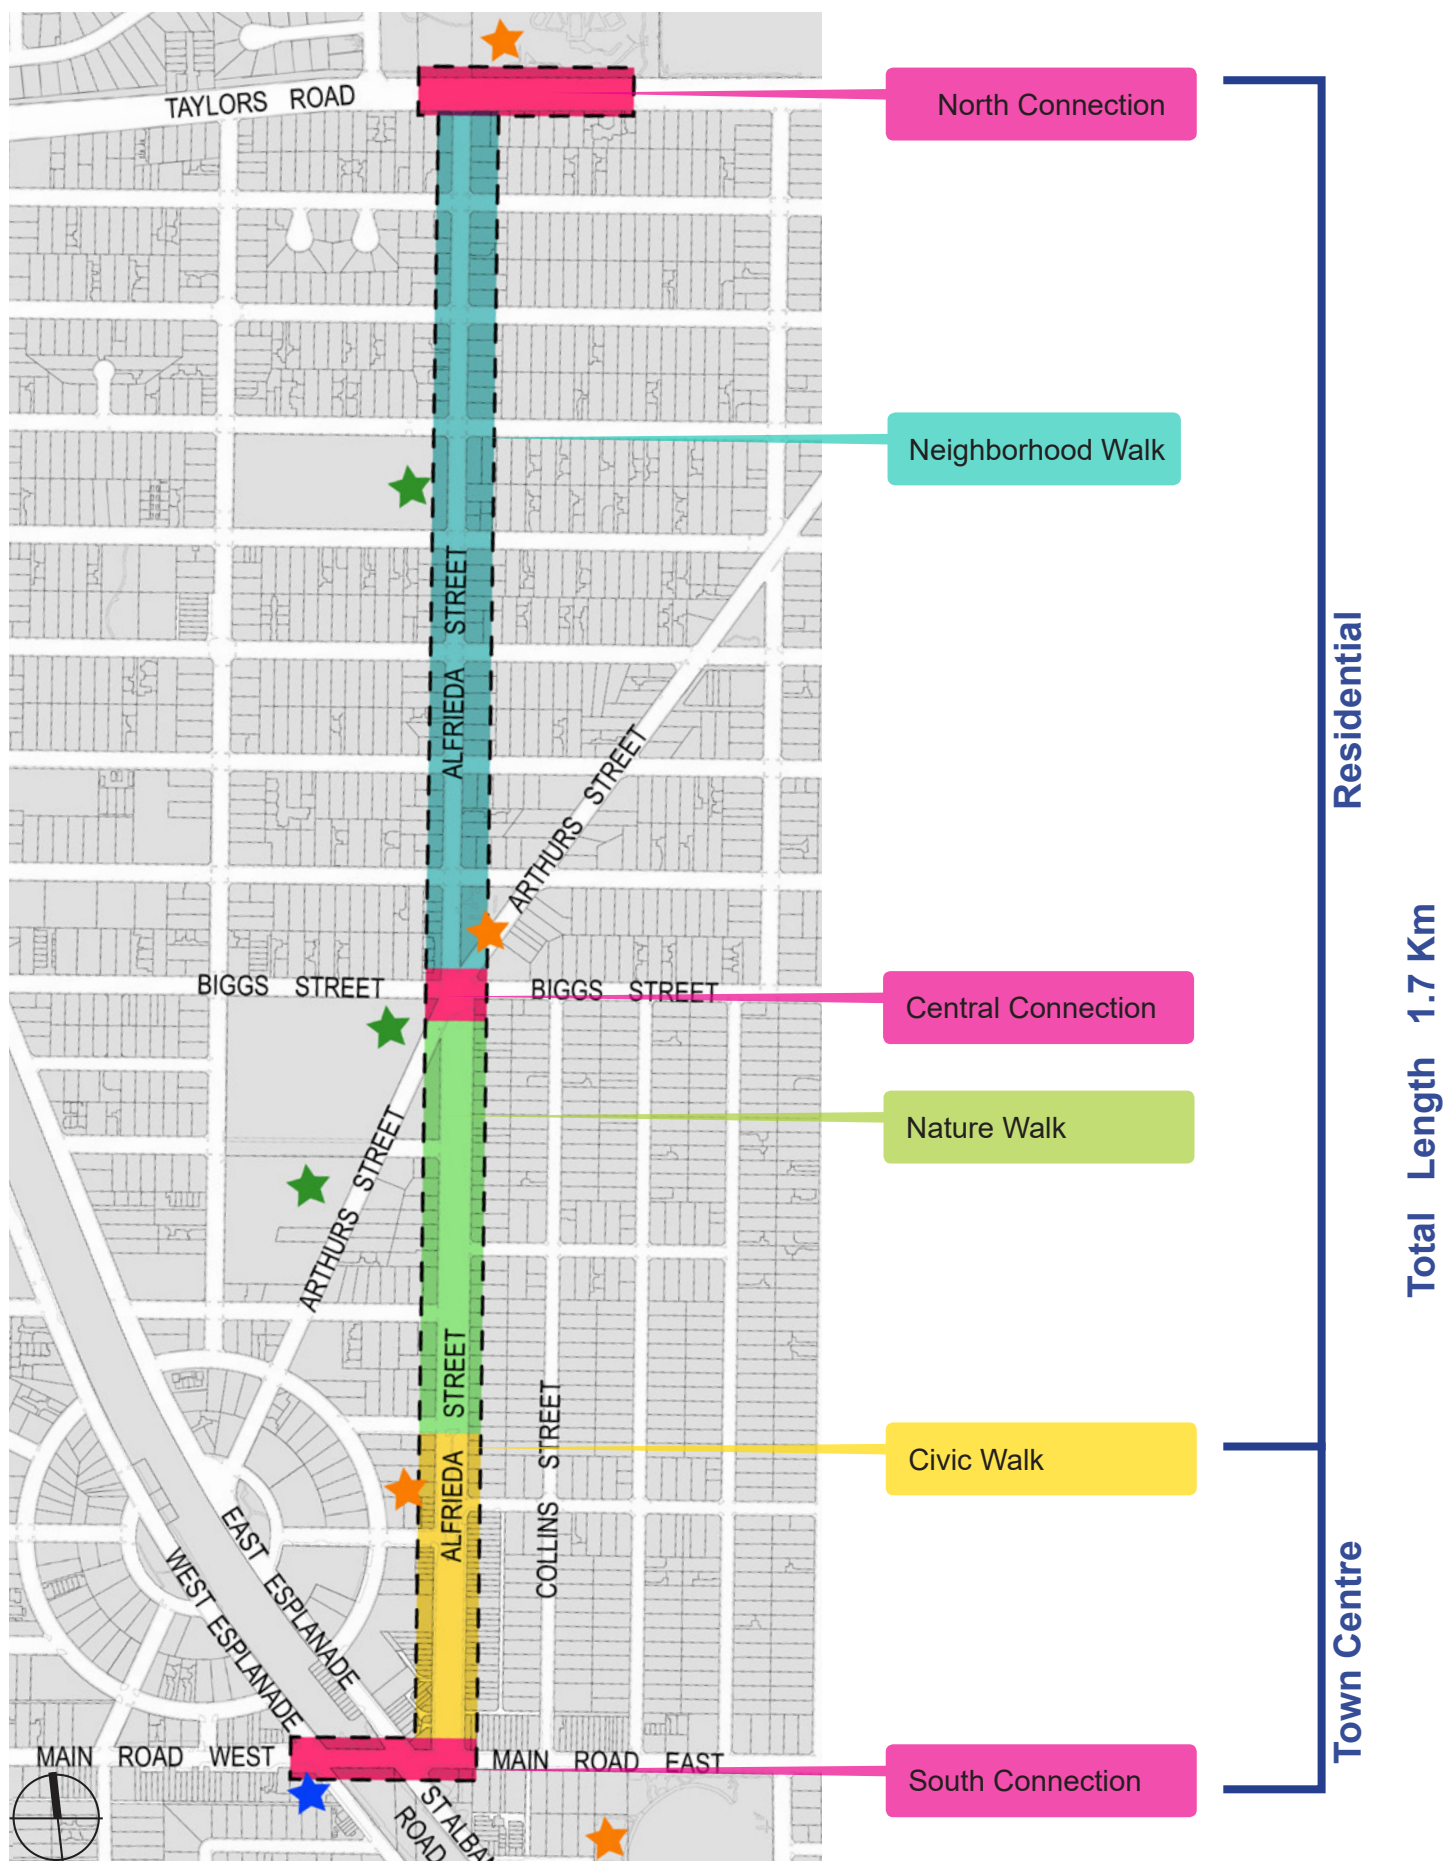 TAYLORS ROAD
North Connection
Neighborhood Walk
ALFRIEDA STREET
ARTHURS STREET
Residential
BIGGS STREET
BIGGS STREET
Central Connection
Total Length 1.7 Km
Nature Walk
ARTHURS STREET
ALFRIEDA STREET
COLLINS STREET
Civic Walk
EAST ESPLANADE
WEST ESPLANADE
Town Centre
MAIN ROAD WEST
MAIN ROAD EAST
South Connection
ST ALBA
ROAD